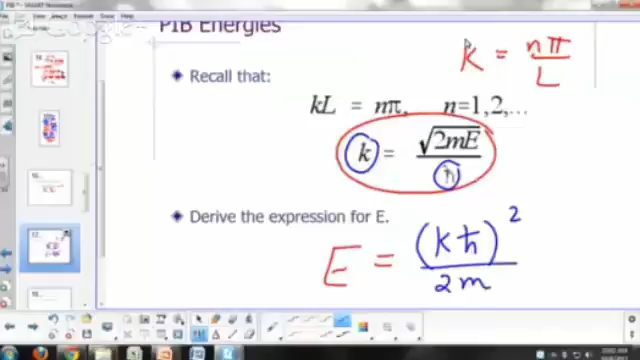 PIB Energies
k = nπ/L
Recall that:
kL = nπ, n=1,2,...
k = √2mE / ħ
Derive the expression for E.
E = (kħ)² / 2m